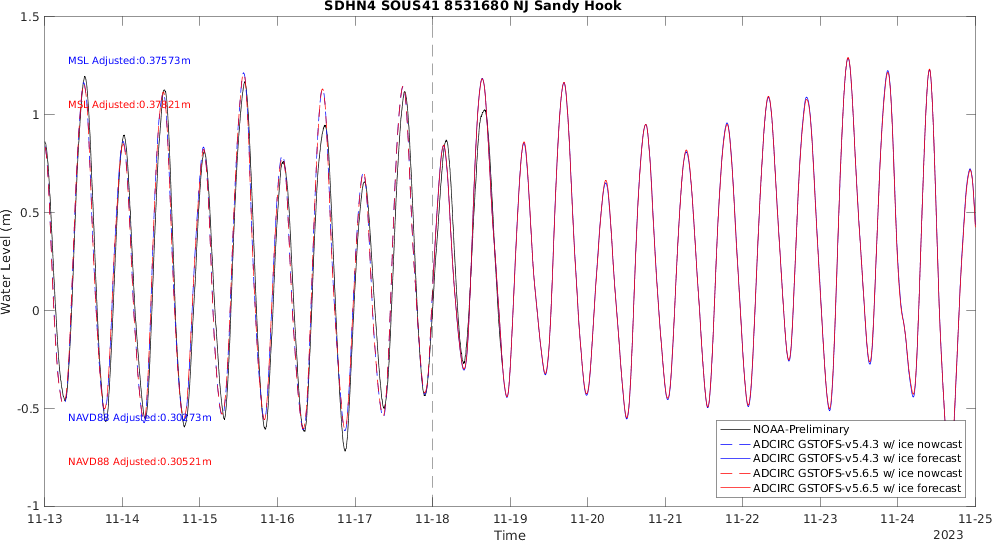 SDHN4 SOUS41 8531680 NJ Sandy Hook
1.5
1
0.5
0
-0.5
-1
Water Level (m)
MSL Adjusted:0.37573m
MSL Adjusted:0.37821m
NAVD88 Adjusted:0.30273m
NAVD88 Adjusted:0.30521m
NOAA-Preliminary
ADCIRC GSTOFS-v5.4.3 w/ ice nowcast
ADCIRC GSTOFS-v5.4.3 w/ ice forecast
ADCIRC GSTOFS-v5.6.5 w/ ice nowcast
ADCIRC GSTOFS-v5.6.5 w/ ice forecast
11-13 11-14 11-15 11-16 11-17 11-18 11-19 11-20 11-21 11-22 11-23 11-24 11-25
Time
2023